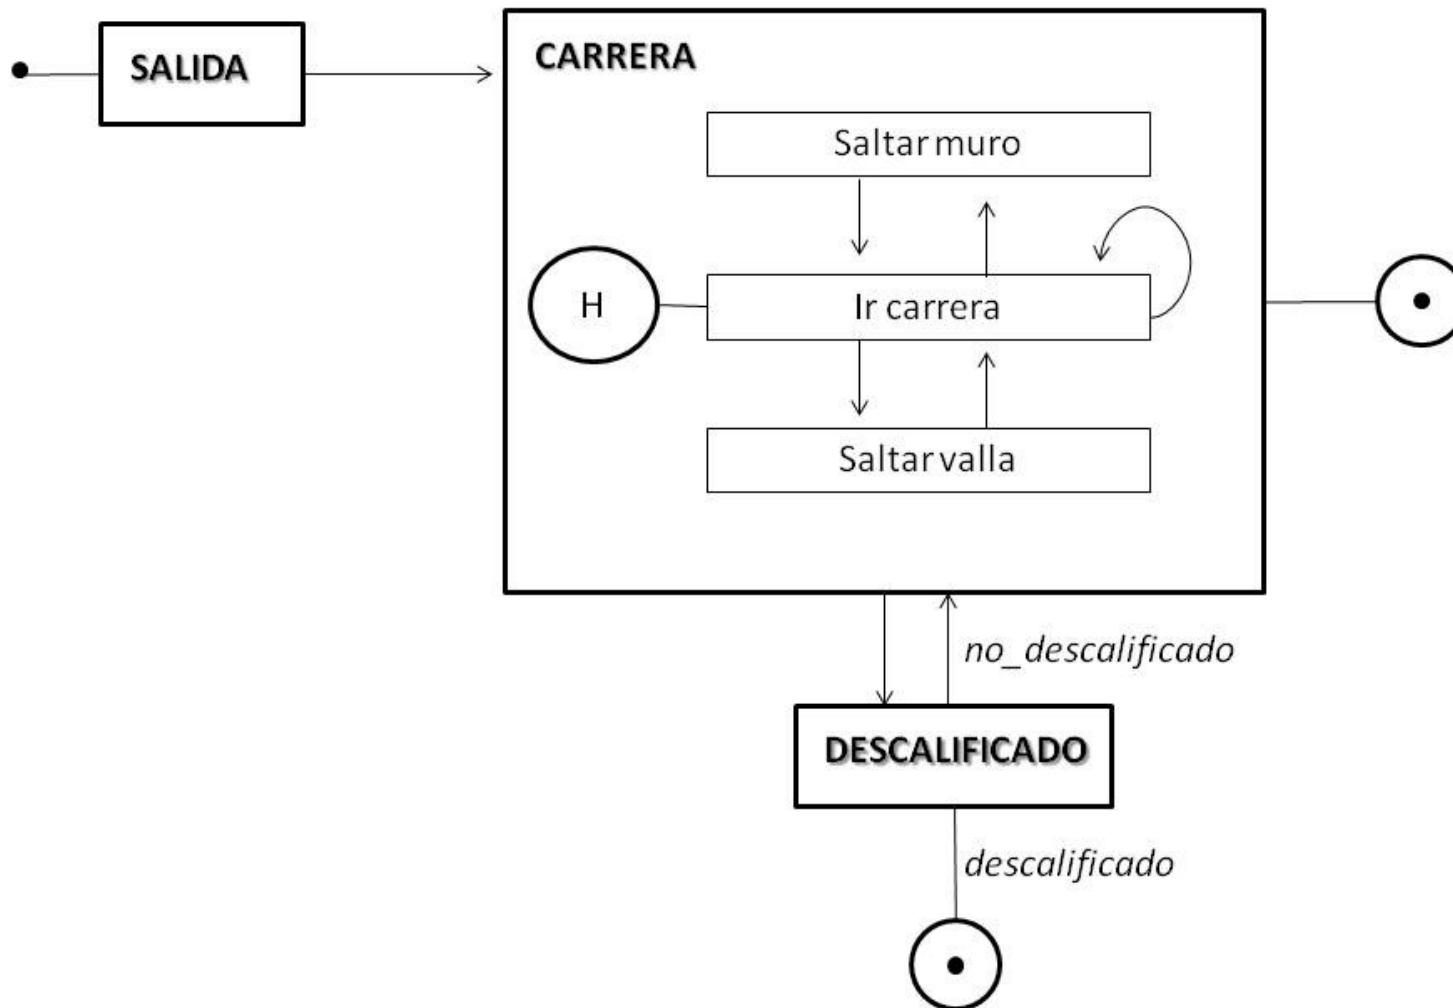 SALIDA
CARRERA
Saltar muro
H
Ir carrera
Saltar valla
no_descalificado
DESCALIFICADO
descalificado